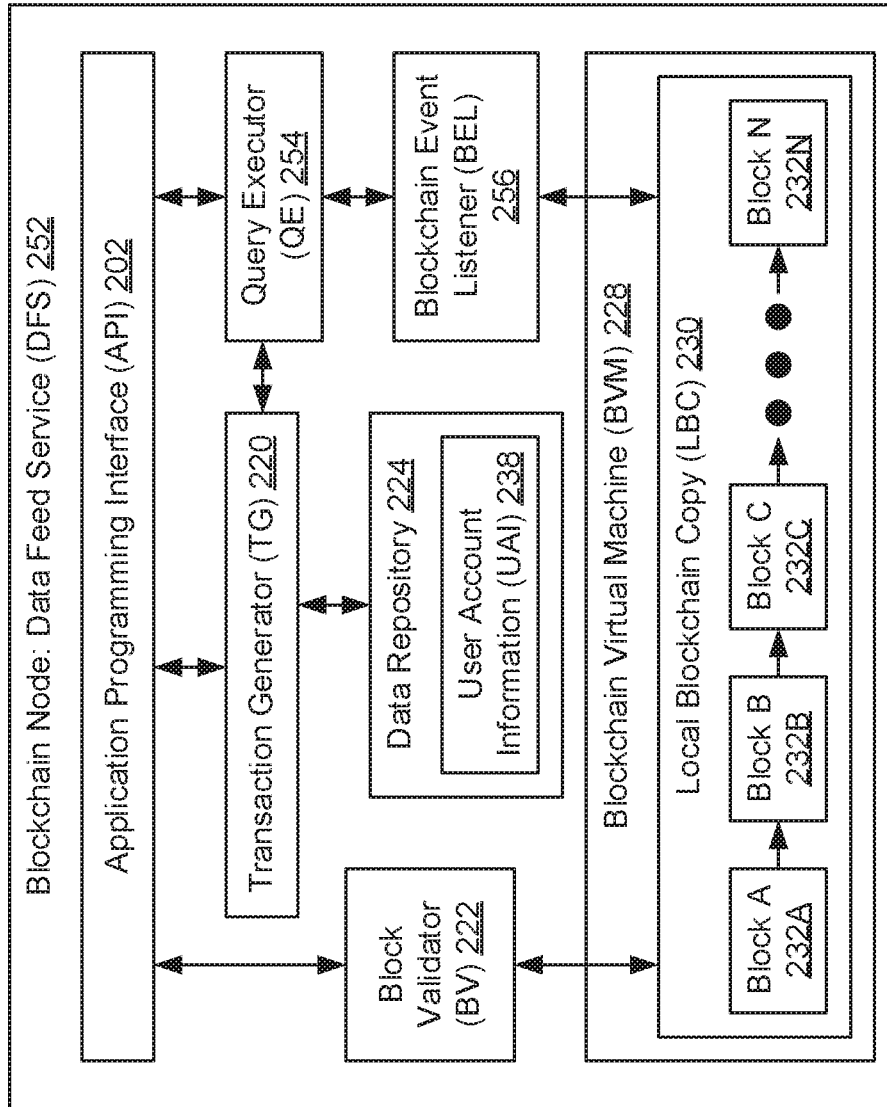 Blockchain Node: Data Feed Service (DFS) 252
Application Programming Interface (API) 202
Transaction Generator (TG) 220
Query Executor
(QE) 254
Block
Validator
(BV) 222
Data Repository 224
User Account
Information (UAI) 238
Blockchain Event
Listener (BEL)
256
Blockchain Virtual Machine (BVM) 228
Local Blockchain Copy (LBC) 230
Block A
232A
Block B
232B
Block C
232C
Block N
232N